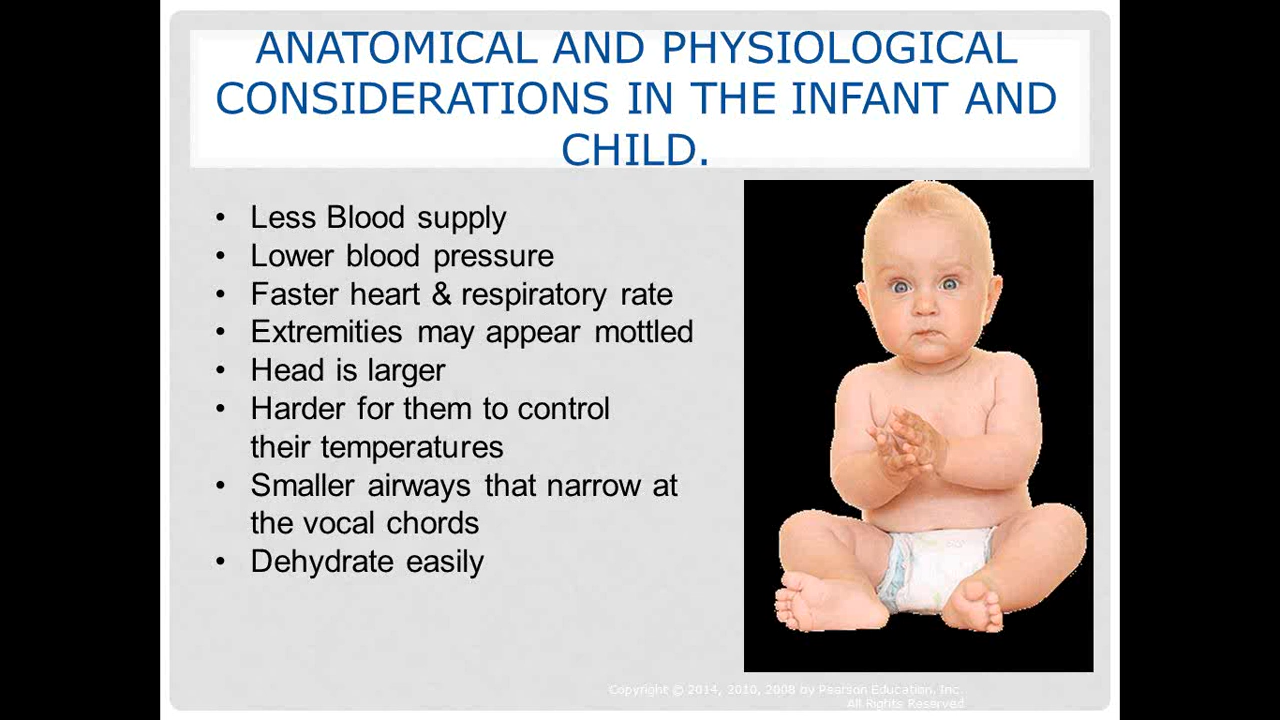 ANATOMICAL AND PHYSIOLOGICAL
CONSIDERATIONS IN THE INFANT AND
CHILD.
• Less Blood supply
• Lower blood pressure
• Faster heart & respiratory rate
• Extremities may appear mottled
• Head is larger
• Harder for them to control
their temperatures
• Smaller airways that narrow at
the vocal chords
• Dehydrate easily
Copyright © 2014, 2010, 2008 by Pearson Education, Inc.
All Rights Reserved